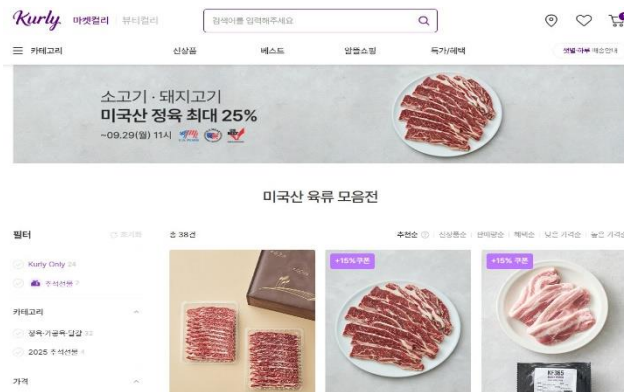 Kurly 마켓컬리 뷰티컬리
검색어를 입력해주세요
카테고리 신상품 베스트 알뜰쇼핑 특가/혜택
샛별·하루 배송안내
소고기 · 돼지고기
미국산 정육 최대 25%
~09.29(월) 11시
미국산 육류 모음전
필터 초기화 총 38건
추천순 신상품순 판매량순 혜택순 낮은 가격순 높은 가격순
Kurly Only 24
추석선물
카테고리
정육·가공육·달걀 32
2025 추석선물
가격
+15% 쿠폰
+15% 쿠폰
BF365